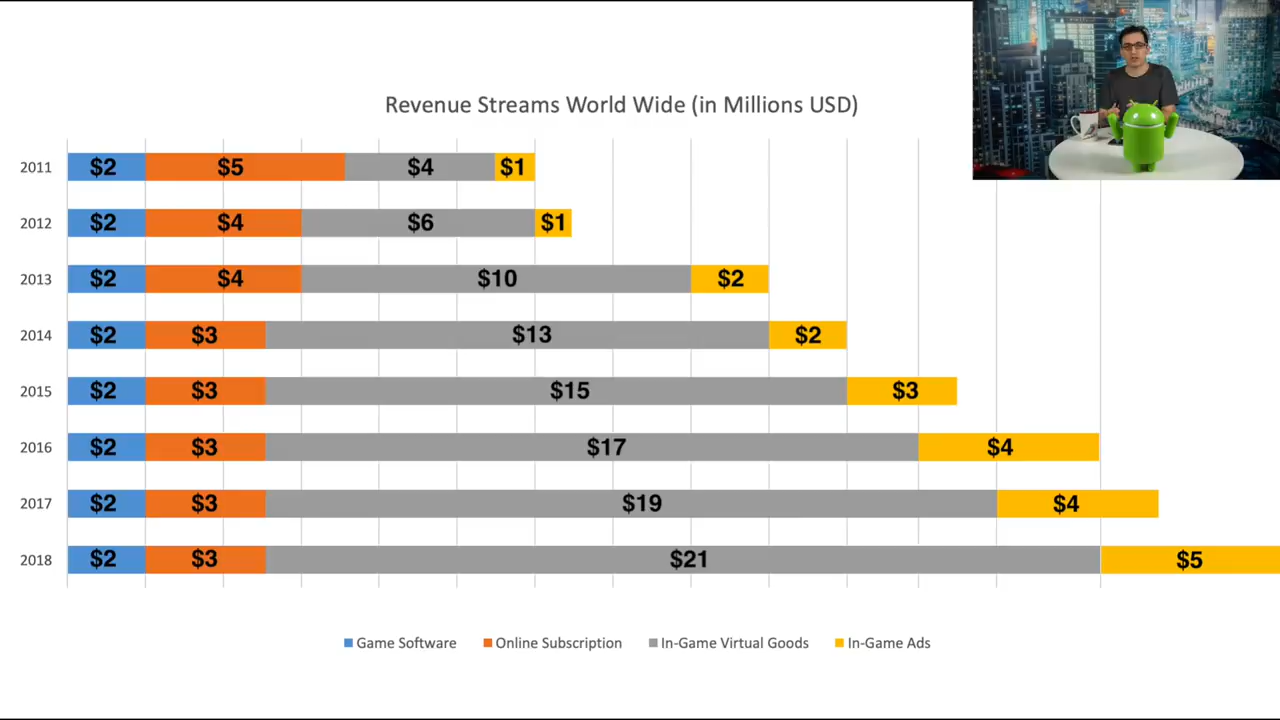 Revenue Streams World Wide (in Millions USD)
2011 $2 $5 $4 $1
2012 $2 $4 $6 $1
2013 $2 $4 $10 $2
2014 $2 $3 $13 $2
2015 $2 $3 $15 $3
2016 $2 $3 $17 $4
2017 $2 $3 $19 $4
2018 $2 $3 $21 $5
Game Software Online Subscription In-Game Virtual Goods In-Game Ads